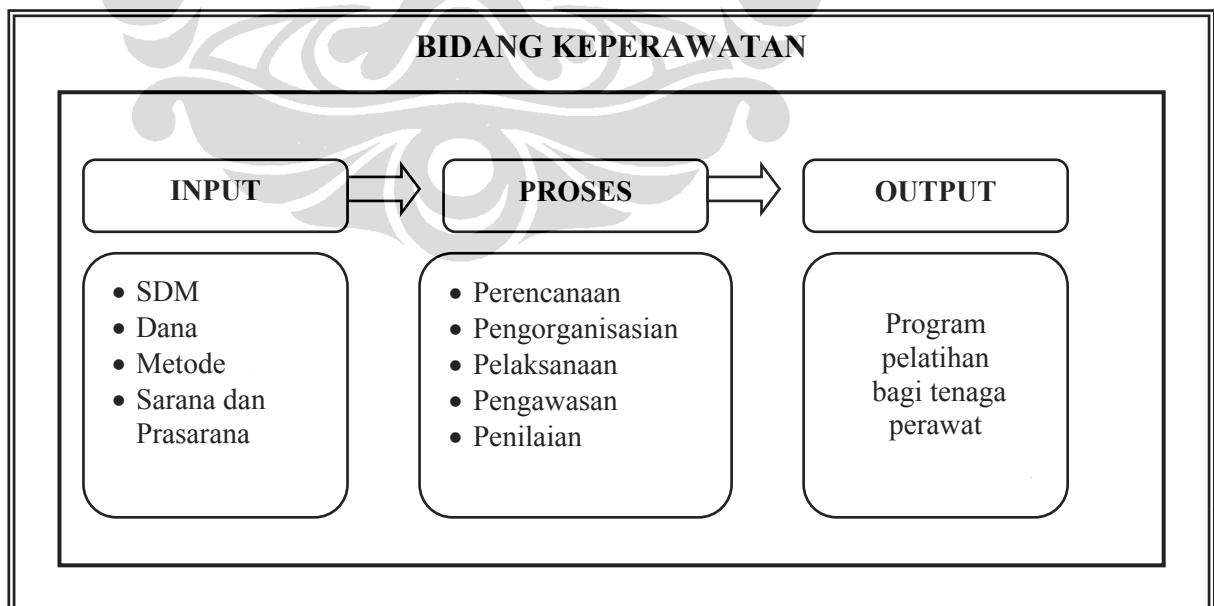 BIDANG KEPERAWATAN
INPUT
PROSES
OUTPUT
• SDM
• Dana
• Metode
• Sarana dan
Prasarana
• Perencanaan
• Pengorganisasian
• Pelaksanaan
• Pengawasan
• Penilaian
Program
pelatihan
bagi tenaga
perawat